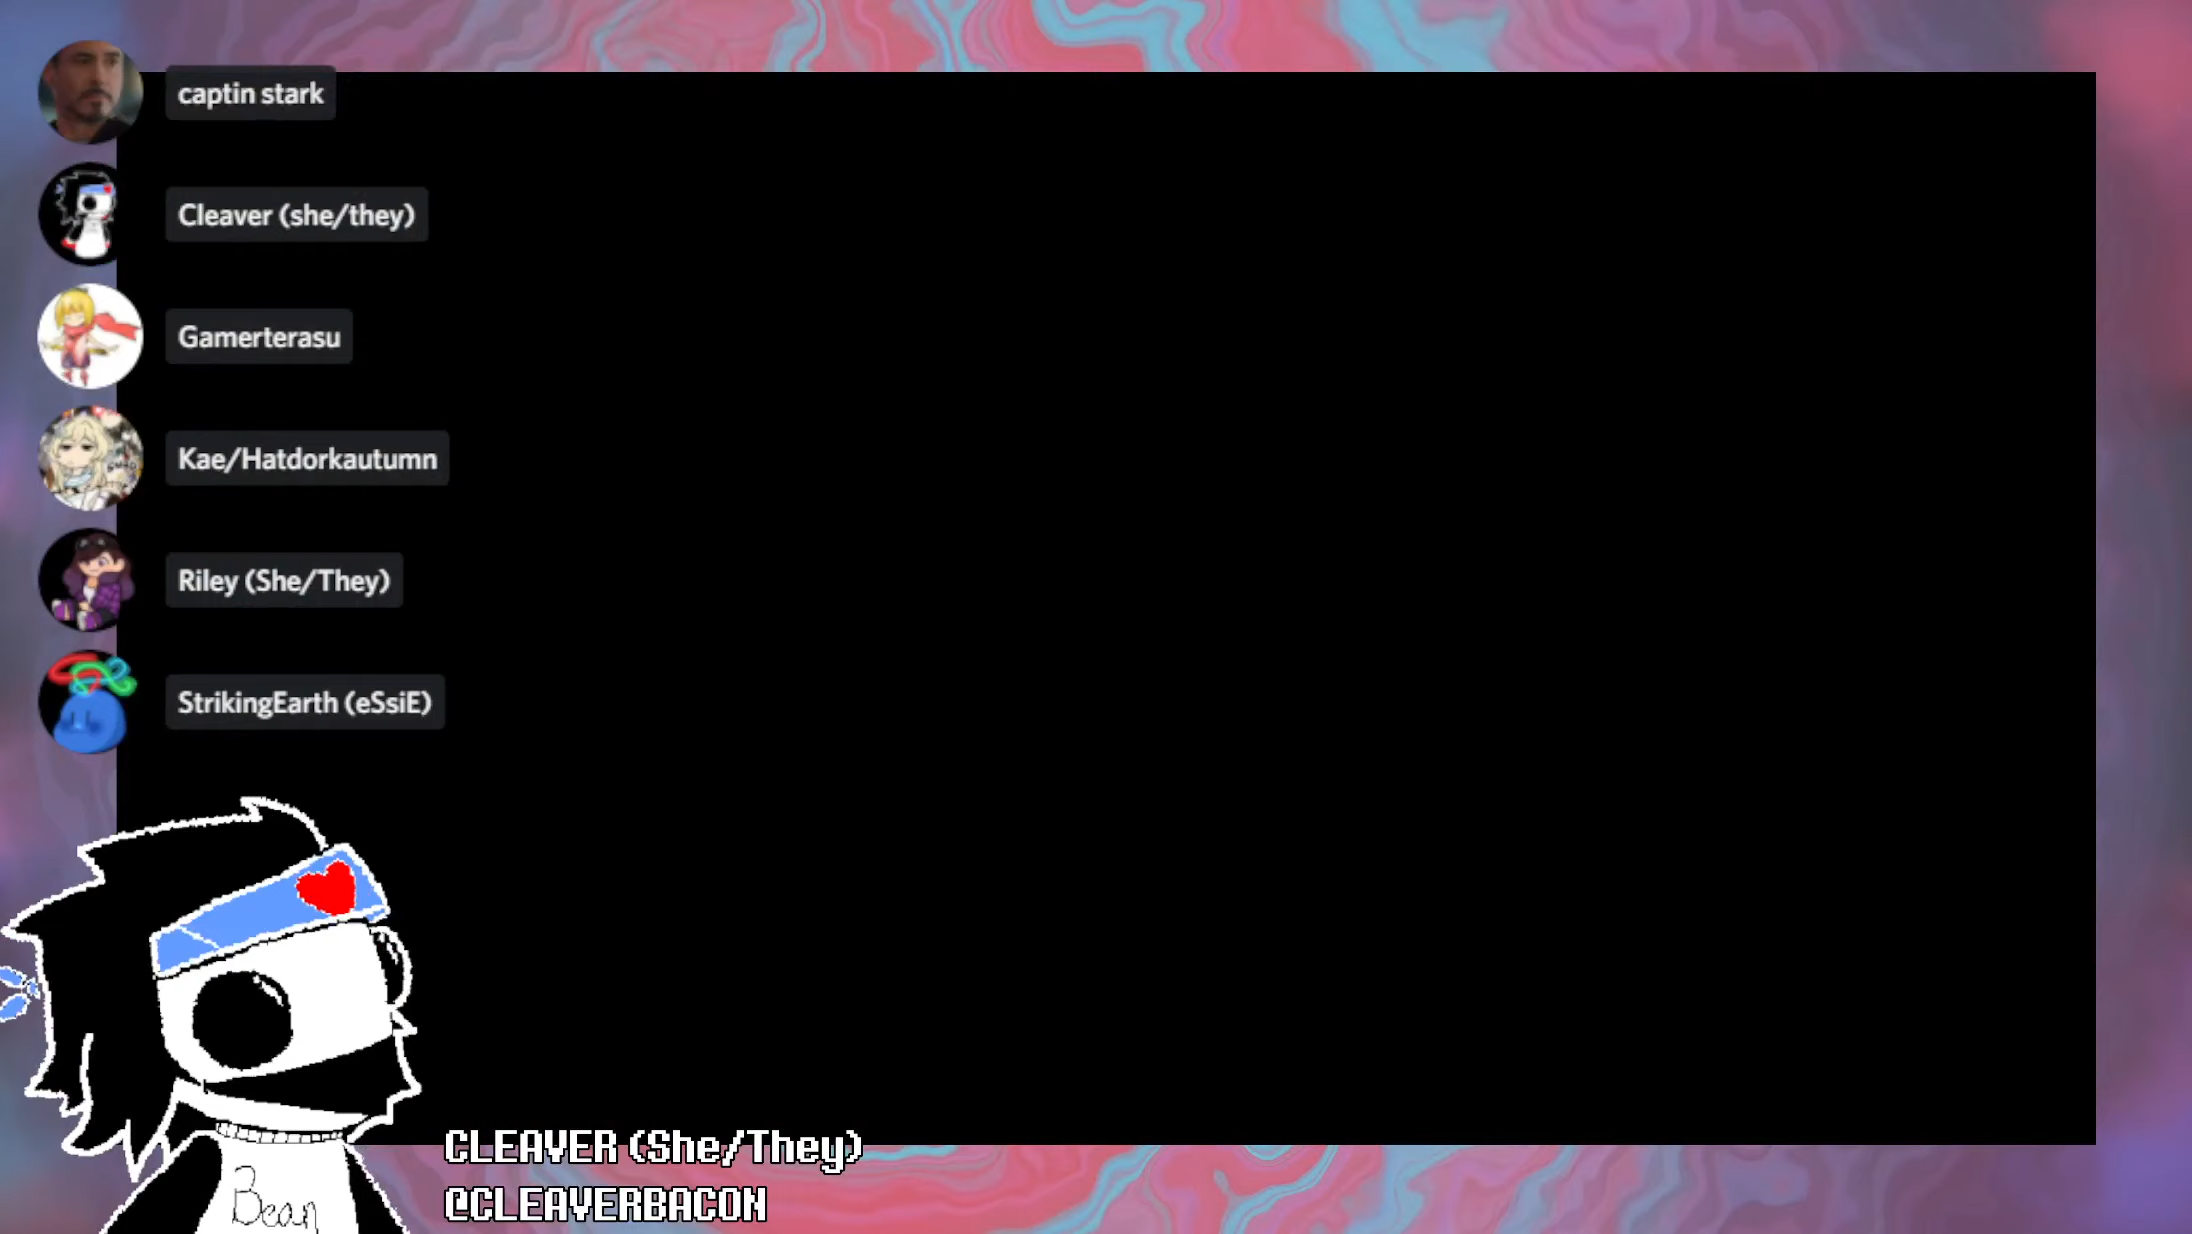 captin stark
Cleaver (she/they)
Gamerterasu
Kae/Hatdorkautumn
Riley (She/They)
StrikingEarth (eSsiE)
CLEAVER (She/They)
@CLEAVERBACON
Bean